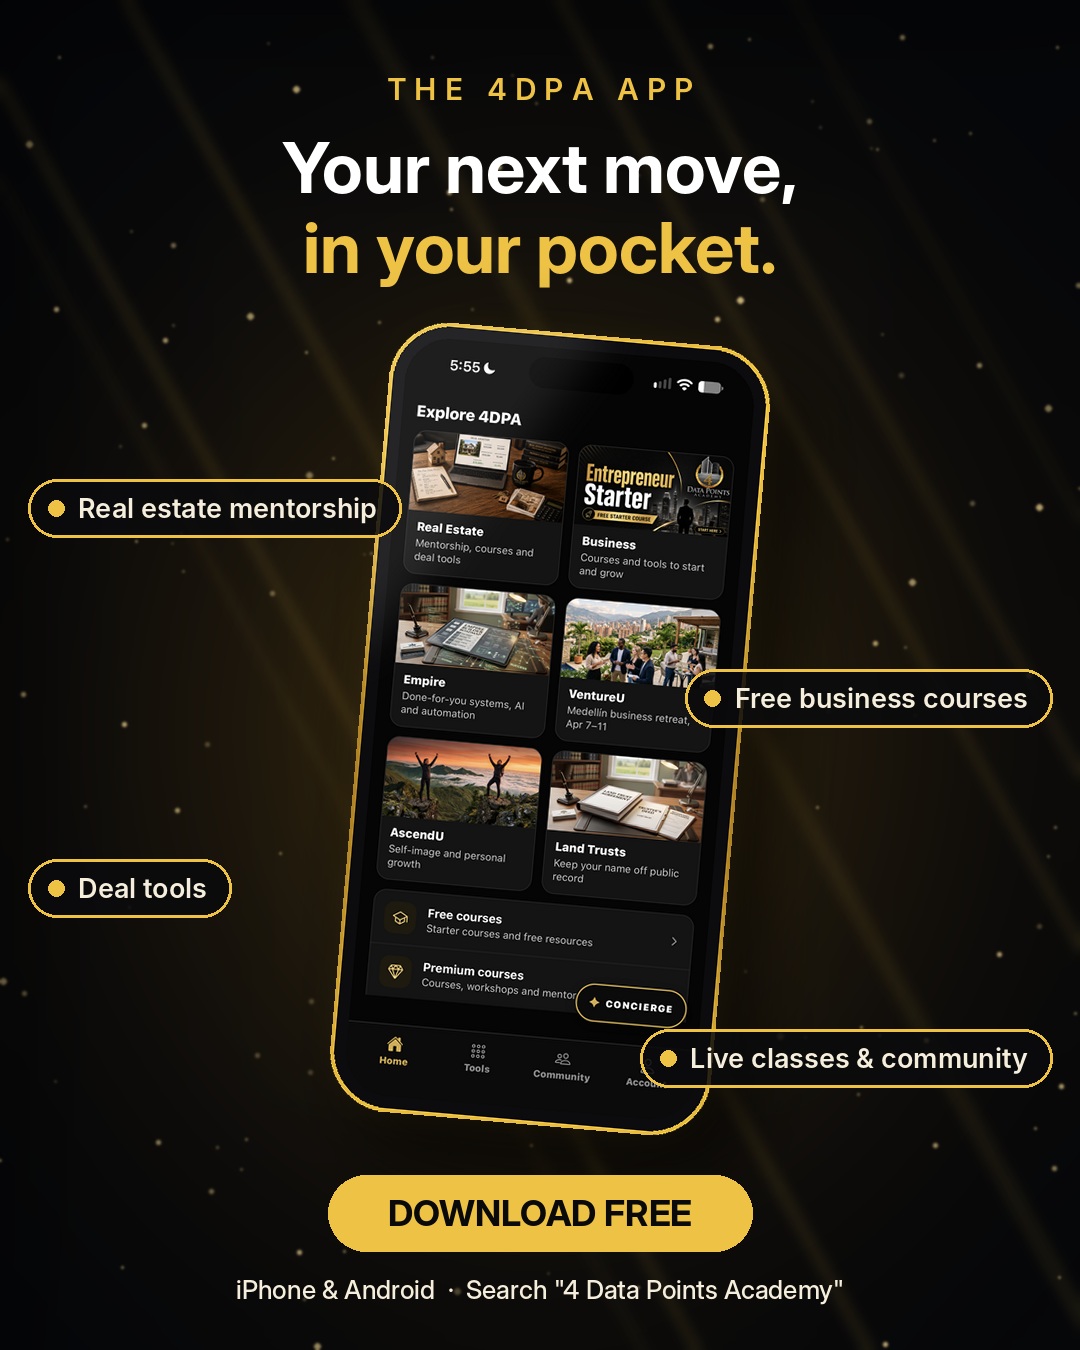 THE 4DPA APP
Your next move,
in your pocket.
5:55
Explore 4DPA
Entrepreneur
Starter
FREE STARTER COURSE
DATA POINTS
ACADEMY
START HERE
Real Estate
Mentorship, courses and
deal tools
Business
Courses and tools to start
and grow
Real estate mentorship
Empire
Done-for-you systems, AI
and automation
VentureU
Medellín business retreat,
Apr 7–11
Free business courses
AscendU
Self-image and personal
growth
Land Trusts
Keep your name off public
record
Deal tools
Free courses
Starter courses and free resources
Premium courses
Courses, workshops and mentor
CONCIERGE
Home
Tools
Community
Accou
Live classes & community
DOWNLOAD FREE
iPhone & Android · Search "4 Data Points Academy"